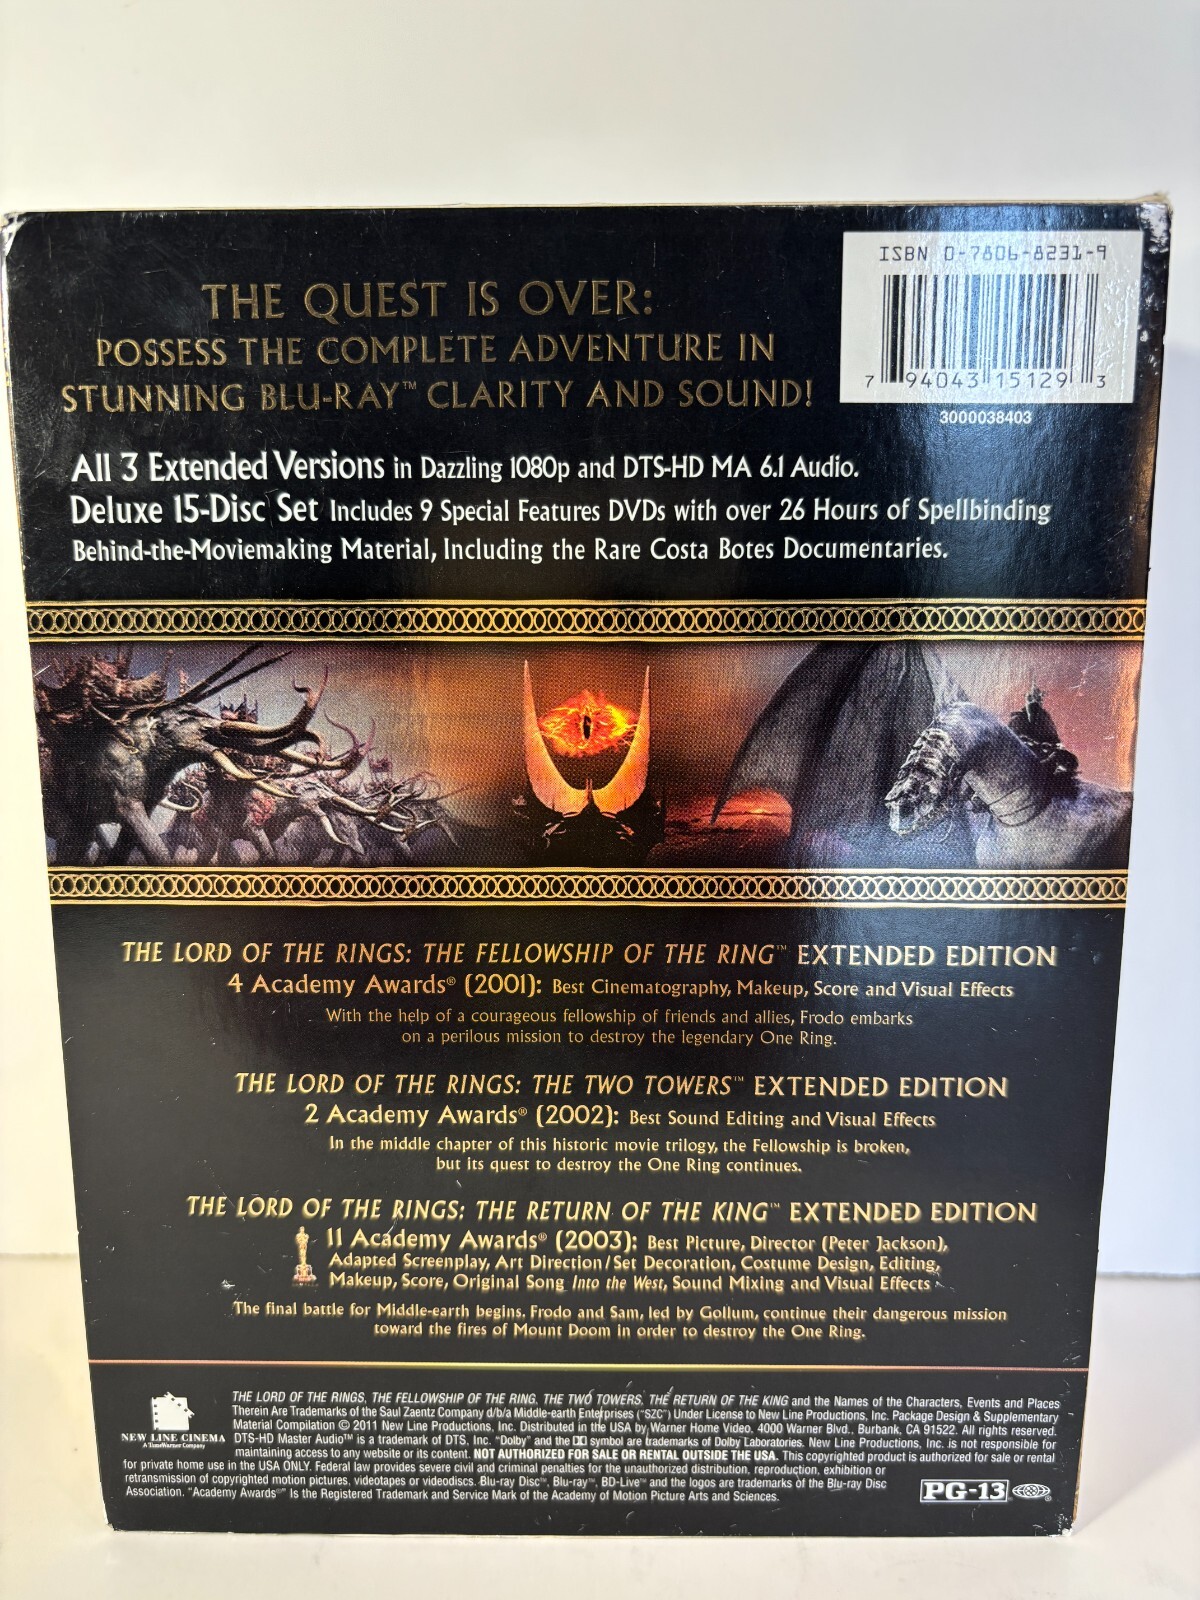 ISBN 0-7806-8231-9
7 94043 15129 3
3000038403
THE QUEST IS OVER:
POSSESS THE COMPLETE ADVENTURE IN
STUNNING BLU-RAY™ CLARITY AND SOUND!
All 3 Extended Versions in Dazzling 1080p and DTS-HD MA 6.1 Audio.
Deluxe 15-Disc Set Includes 9 Special Features DVDs with over 26 Hours of Spellbinding
Behind-the-Moviemaking Material, Including the Rare Costa Botes Documentaries.
THE LORD OF THE RINGS: THE FELLOWSHIP OF THE RING™ EXTENDED EDITION
4 Academy Awards® (2001): Best Cinematography, Makeup, Score and Visual Effects
With the help of a courageous fellowship of friends and allies, Frodo embarks
on a perilous mission to destroy the legendary One Ring.
THE LORD OF THE RINGS: THE TWO TOWERS™ EXTENDED EDITION
2 Academy Awards® (2002): Best Sound Editing and Visual Effects
In the middle chapter of this historic movie trilogy, the Fellowship is broken,
but its quest to destroy the One Ring continues.
THE LORD OF THE RINGS: THE RETURN OF THE KING™ EXTENDED EDITION
11 Academy Awards® (2003): Best Picture, Director (Peter Jackson),
Adapted Screenplay, Art Direction/Set Decoration, Costume Design, Editing,
Makeup, Score, Original Song Into the West, Sound Mixing and Visual Effects
The final battle for Middle-earth begins. Frodo and Sam, led by Gollum, continue their dangerous mission
toward the fires of Mount Doom in order to destroy the One Ring.
NEW LINE CINEMA
A TimeWarner Company
THE LORD OF THE RINGS, THE FELLOWSHIP OF THE RING, THE TWO TOWERS, THE RETURN OF THE KING and the Names of the Characters, Events and Places
Therein Are Trademarks of the Saul Zaentz Company d/b/a Middle-earth Enterprises ("SZC") Under License to New Line Productions, Inc. Package Design & Supplementary
Material Compilation © 2011 New Line Productions, Inc. Distributed in the USA by Warner Home Video, 4000 Warner Blvd., Burbank, CA 91522. All rights reserved.
DTS-HD Master Audio™ is a trademark of DTS, Inc. "Dolby" and the DD symbol are trademarks of Dolby Laboratories. New Line Productions, Inc. is not responsible for
maintaining access to any website or its content. NOT AUTHORIZED FOR SALE OR RENTAL OUTSIDE THE USA. This copyrighted product is authorized for sale or rental
for private home use in the USA ONLY. Federal law provides severe civil and criminal penalties for the unauthorized distribution, reproduction, exhibition or
retransmission of copyrighted motion pictures, videotapes or videodiscs. Blu-ray Disc™, Blu-ray™, BD-Live™ and the logos are trademarks of the Blu-ray Disc
Association. "Academy Awards®" Is the Registered Trademark and Service Mark of the Academy of Motion Picture Arts and Sciences.
PG-13